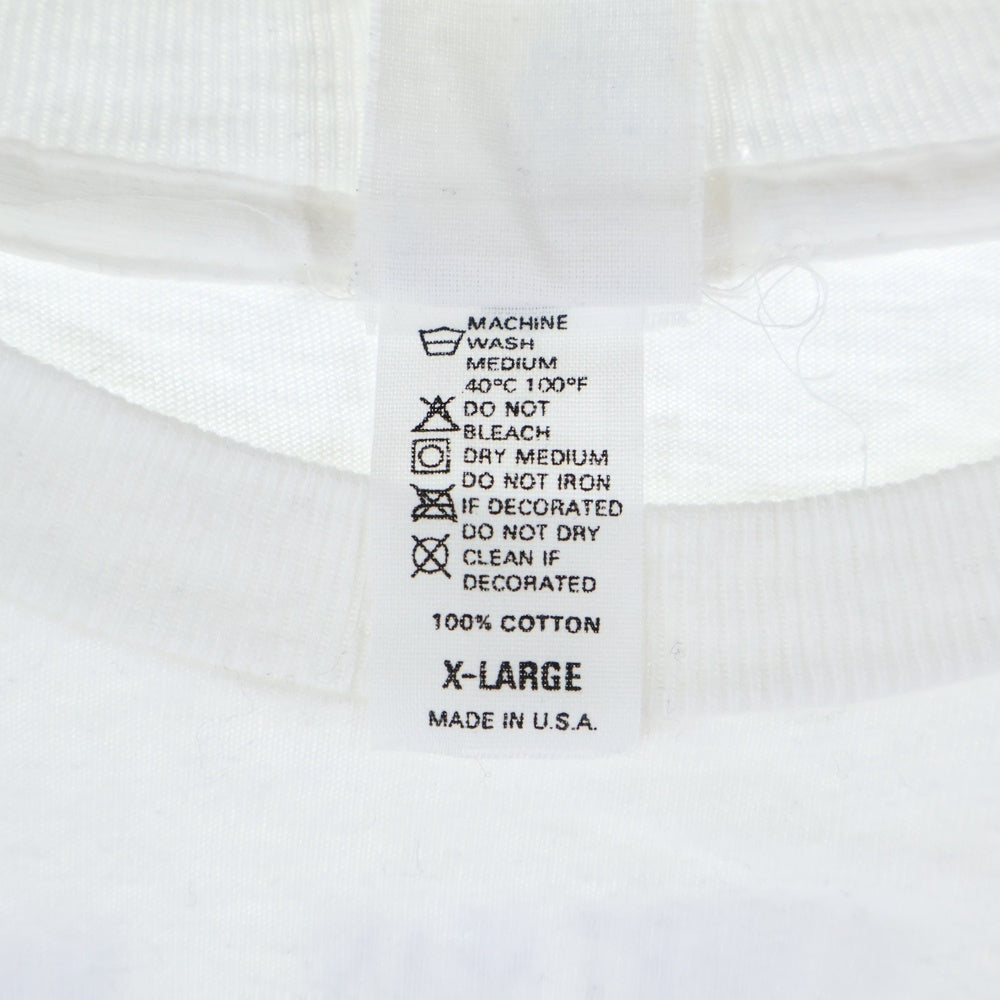 MACHINE
WASH
MEDIUM
40°C 100°F
DO NOT
BLEACH
DRY MEDIUM
DO NOT IRON
IF DECORATED
DO NOT DRY
CLEAN IF
DECORATED
100% COTTON
X-LARGE
MADE IN U.S.A.